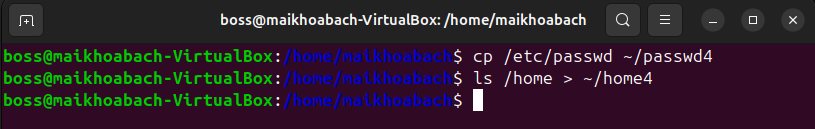 boss@maikhoabach-VirtualBox: /home/maikhoabach
boss@maikhoabach-VirtualBox:/home/maikhoabach$ cp /etc/passwd ~/passwd4
boss@maikhoabach-VirtualBox:/home/maikhoabach$ ls /home > ~/home4
boss@maikhoabach-VirtualBox:/home/maikhoabach$